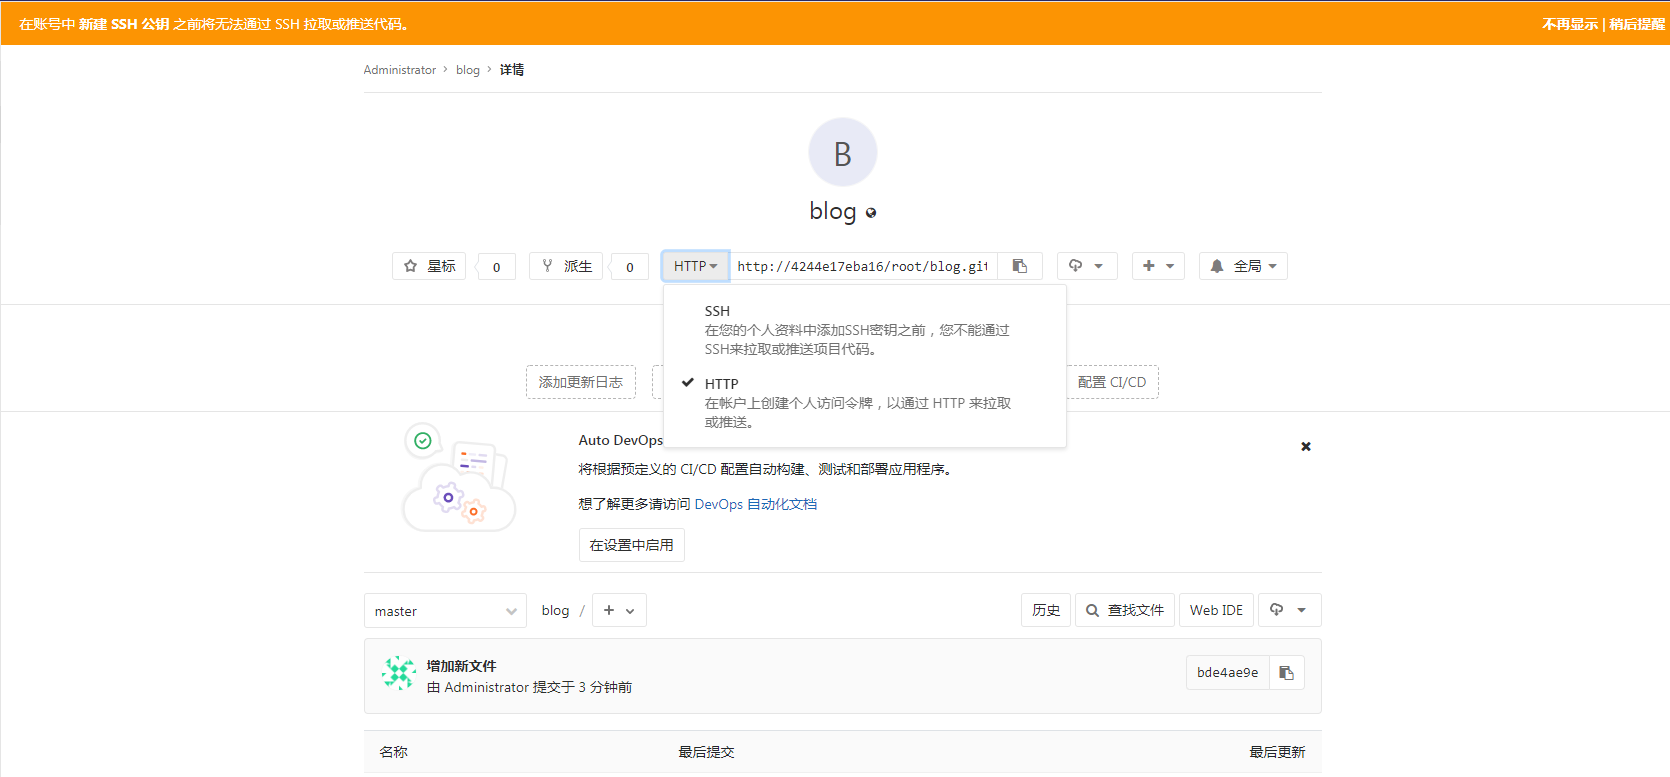 在账号中 新建 SSH 公钥 之前将无法通过 SSH 拉取或推送代码。
不再显示 | 稍后提醒
Administrator › blog › 详情
B
blog
星标
0
派生
0
HTTP
http://4244e17eba16/root/blog.git
全局
SSH
在您的个人资料中添加SSH密钥之前，您不能通过
SSH来拉取或推送项目代码。
HTTP
在帐户上创建个人访问令牌，以通过 HTTP 来拉取
或推送。
添加更新日志
配置 CI/CD
Auto DevOps
将根据预定义的 CI/CD 配置自动构建、测试和部署应用程序。
想了解更多请访问 DevOps 自动化文档
在设置中启用
master
blog /
历史
查找文件
Web IDE
增加新文件
由 Administrator 提交于 3 分钟前
bde4ae9e
名称
最后提交
最后更新